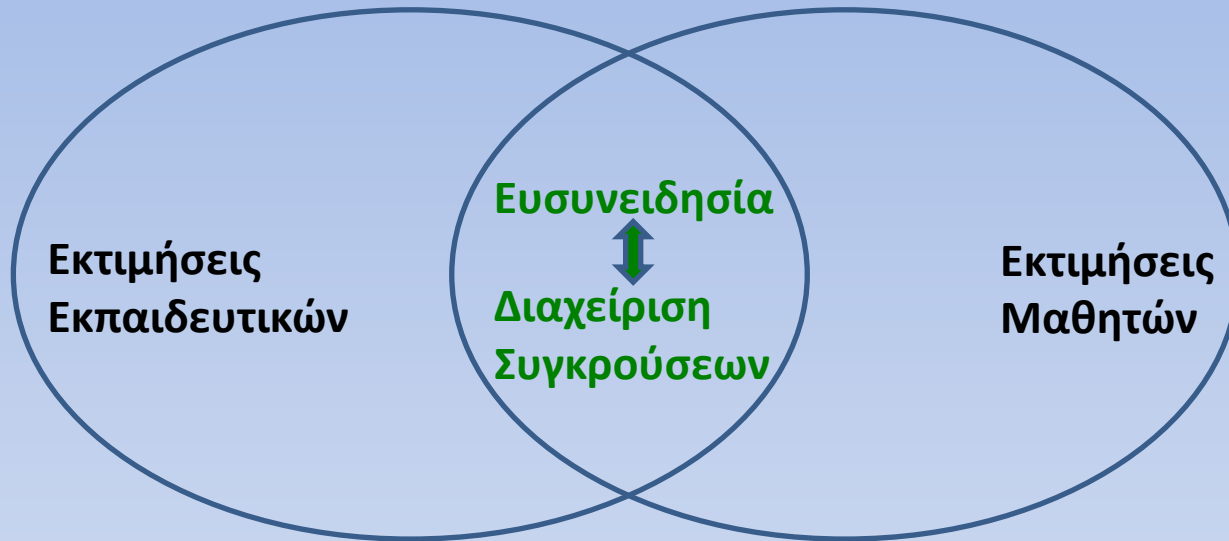 Εκτιμήσεις
Εκπαιδευτικών
Ευσυνειδησία
Διαχείριση
Συγκρούσεων
Εκτιμήσεις
Μαθητών